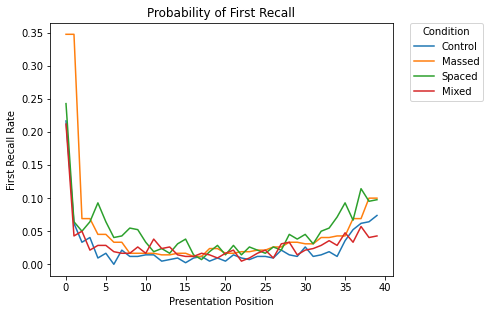 Probability of First Recall
Condition
Control
Massed
Spaced
Mixed
First Recall Rate
0.35
0.30
0.25
0.20
0.15
0.10
0.05
0.00
0 5 10 15 20 25 30 35 40
Presentation Position